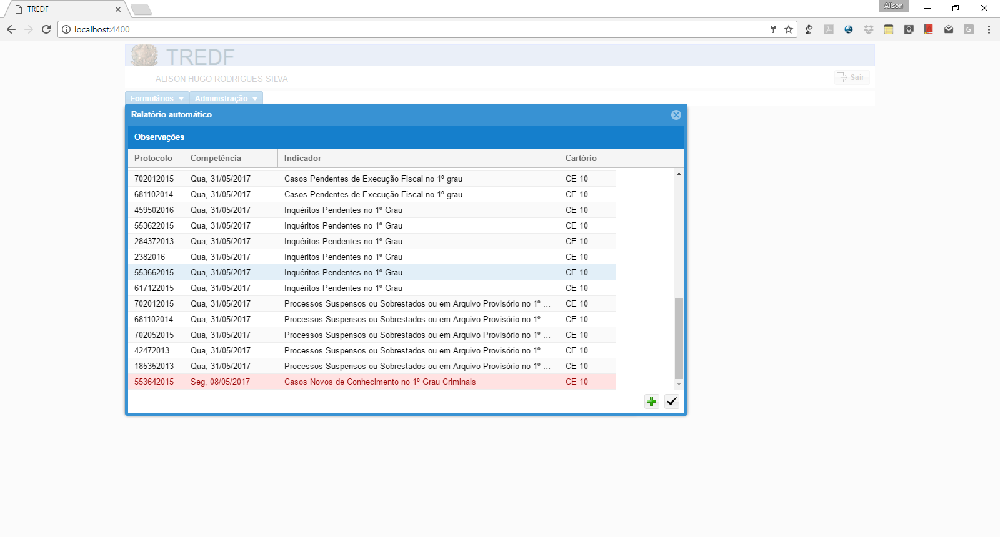 TREDF
Alison
localhost:4400
TREDF
ALISON HUGO RODRIGUES SILVA
Sair
Formulários Administração
Relatório automático
Observações
Protocolo Competência Indicador Cartório
702012015 Qua, 31/05/2017 Casos Pendentes de Execução Fiscal no 1º grau CE 10
681102014 Qua, 31/05/2017 Casos Pendentes de Execução Fiscal no 1º grau CE 10
459502016 Qua, 31/05/2017 Inquéritos Pendentes no 1º Grau CE 10
553622015 Qua, 31/05/2017 Inquéritos Pendentes no 1º Grau CE 10
284372013 Qua, 31/05/2017 Inquéritos Pendentes no 1º Grau CE 10
2382016 Qua, 31/05/2017 Inquéritos Pendentes no 1º Grau CE 10
553662015 Qua, 31/05/2017 Inquéritos Pendentes no 1º Grau CE 10
617122015 Qua, 31/05/2017 Inquéritos Pendentes no 1º Grau CE 10
702012015 Qua, 31/05/2017 Processos Suspensos ou Sobrestados ou em Arquivo Provisório no 1º ... CE 10
681102014 Qua, 31/05/2017 Processos Suspensos ou Sobrestados ou em Arquivo Provisório no 1º ... CE 10
702052015 Qua, 31/05/2017 Processos Suspensos ou Sobrestados ou em Arquivo Provisório no 1º ... CE 10
42472013 Qua, 31/05/2017 Processos Suspensos ou Sobrestados ou em Arquivo Provisório no 1º ... CE 10
185352013 Qua, 31/05/2017 Processos Suspensos ou Sobrestados ou em Arquivo Provisório no 1º ... CE 10
553642015 Seg, 08/05/2017 Casos Novos de Conhecimento no 1º Grau Criminais CE 10